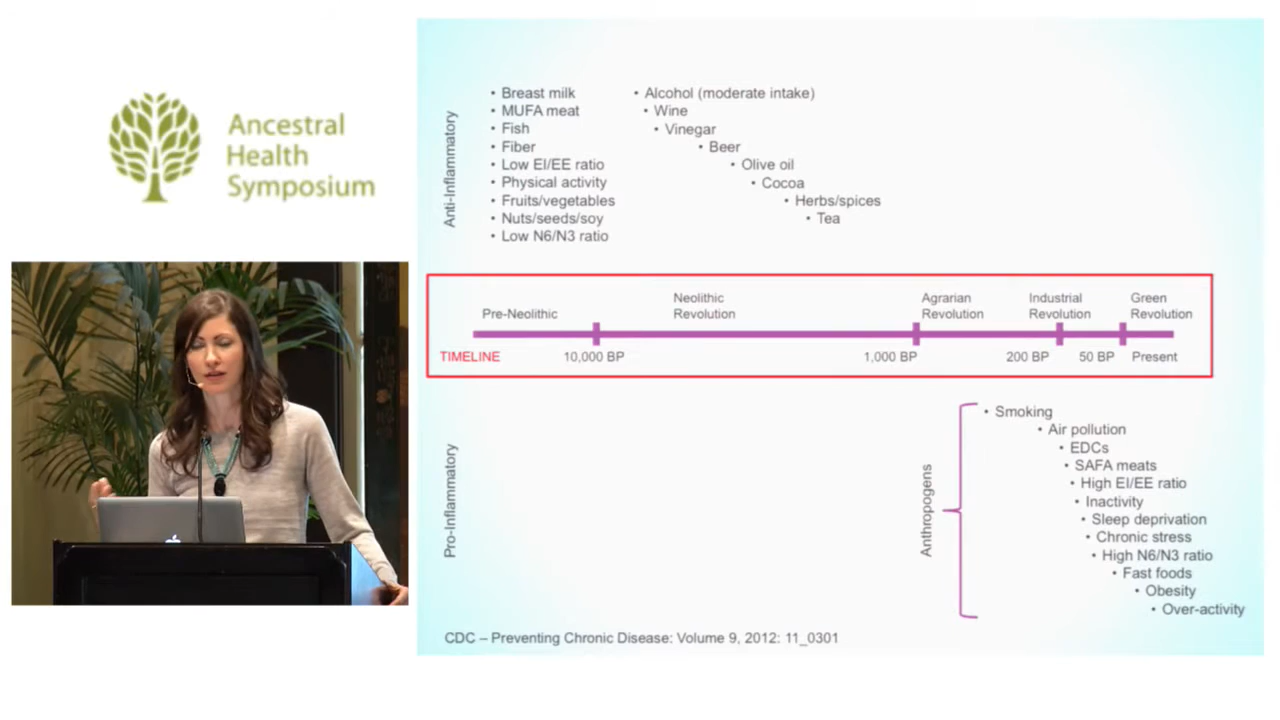 Ancestral
Health
Symposium
Anti-Inflammatory
• Breast milk
• MUFA meat
• Fish
• Fiber
• Low EI/EE ratio
• Physical activity
• Fruits/vegetables
• Nuts/seeds/soy
• Low N6/N3 ratio
• Alcohol (moderate intake)
• Wine
• Vinegar
• Beer
• Olive oil
• Cocoa
• Herbs/spices
• Tea
Pre-Neolithic
Neolithic
Revolution
Agrarian
Revolution
Industrial
Revolution
Green
Revolution
TIMELINE
10,000 BP
1,000 BP
200 BP
50 BP
Present
Pro-Inflammatory
Anthropogens
• Smoking
• Air pollution
• EDCs
• SAFA meats
• High EI/EE ratio
• Inactivity
• Sleep deprivation
• Chronic stress
• High N6/N3 ratio
• Fast foods
• Obesity
• Over-activity
CDC – Preventing Chronic Disease: Volume 9, 2012: 11_0301